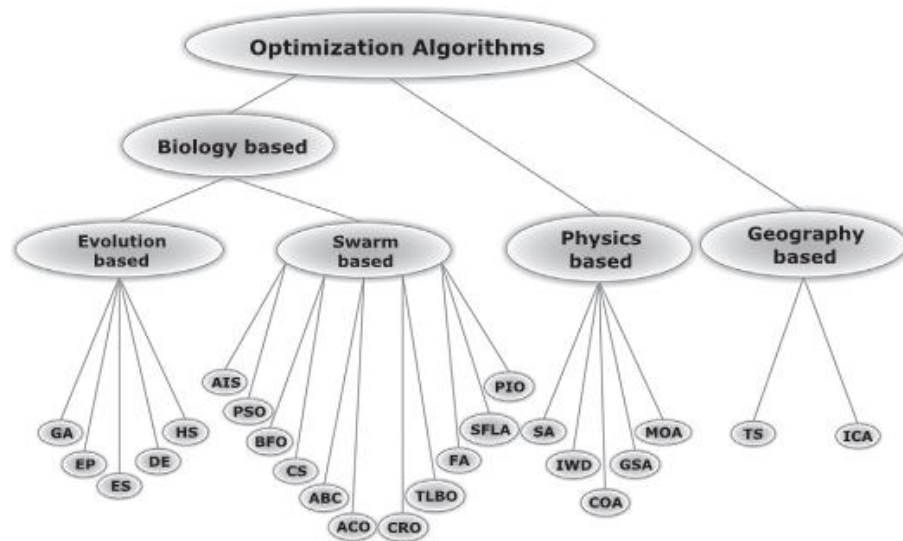 Optimization Algorithms
Biology based
Evolution
based
Swarm
based
Physics
based
Geography
based
GA
EP
ES
DE
HS
AIS
PSO
BFO
CS
ABC
ACO
CRO
TLBO
FA
SFLA
PIO
SA
IWD
COA
GSA
MOA
TS
ICA